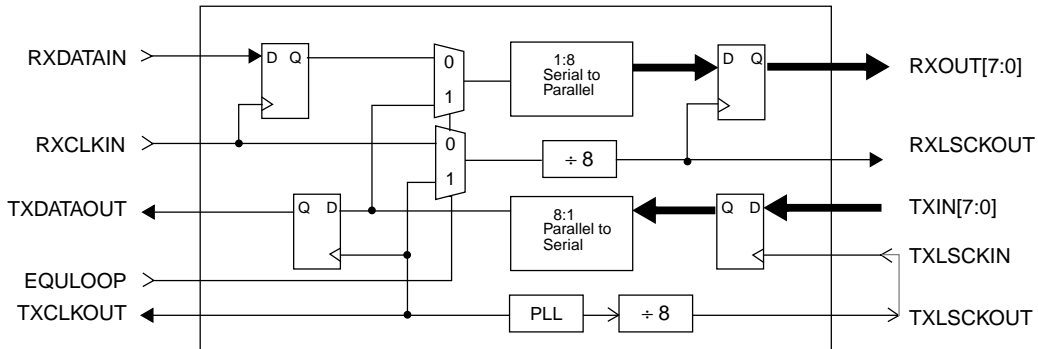 RXDATAIN
D Q
0
1
1:8
Serial to
Parallel
D Q
RXOUT[7:0]
RXCLKIN
0
1
÷ 8
RXLSCKOUT
TXDATAOUT
Q D
8:1
Parallel to
Serial
Q D
TXIN[7:0]
TXLSCKIN
EQULOOP
TXCLKOUT
PLL
÷ 8
TXLSCKOUT